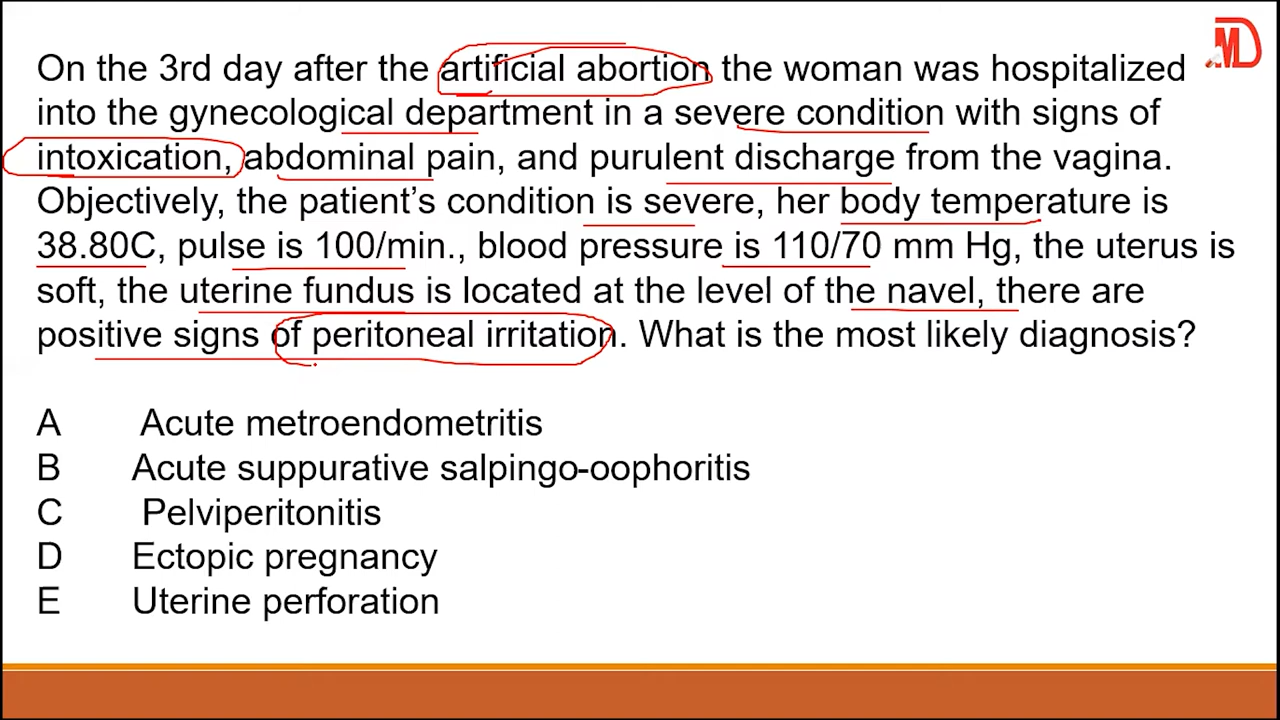 On the 3rd day after the artificial abortion the woman was hospitalized
into the gynecological department in a severe condition with signs of
intoxication, abdominal pain, and purulent discharge from the vagina.
Objectively, the patient's condition is severe, her body temperature is
38.80C, pulse is 100/min., blood pressure is 110/70 mm Hg, the uterus is
soft, the uterine fundus is located at the level of the navel, there are
positive signs of peritoneal irritation. What is the most likely diagnosis?
A Acute metroendometritis
B Acute suppurative salpingo-oophoritis
C Pelviperitonitis
D Ectopic pregnancy
E Uterine perforation